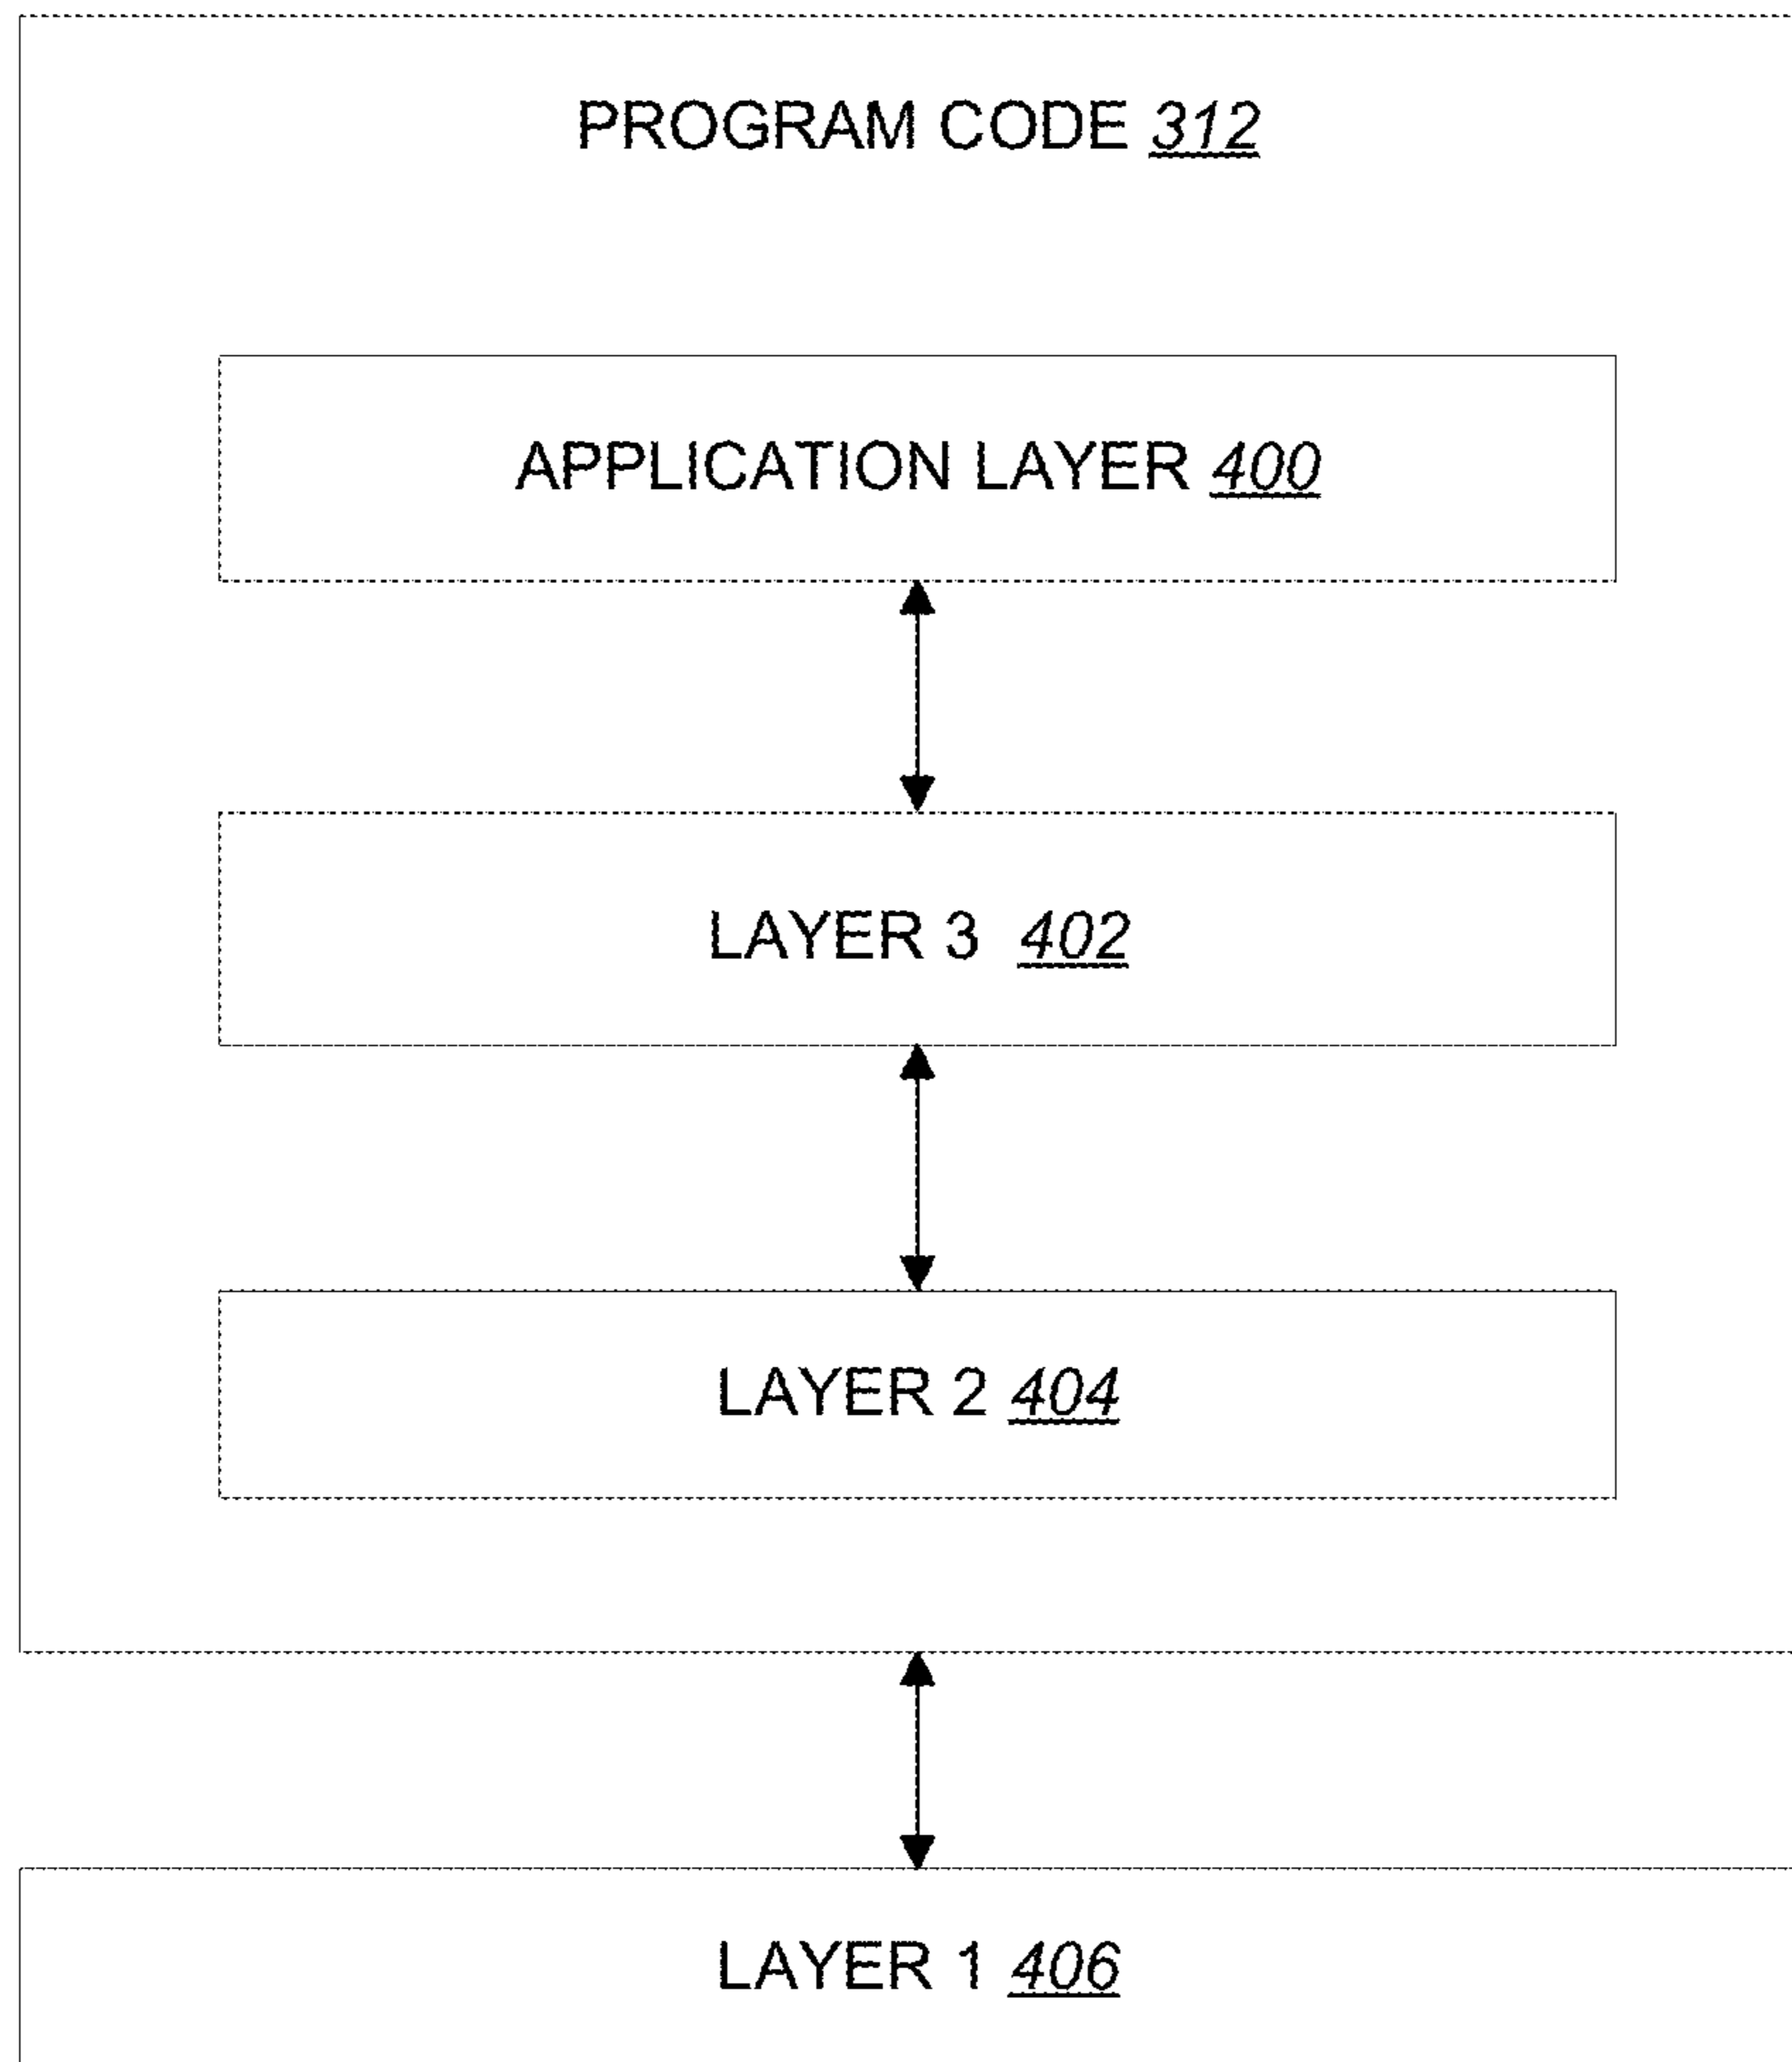 PROGRAM CODE 312
APPLICATION LAYER 400
LAYER 3 402
LAYER 2 404
LAYER 1 406